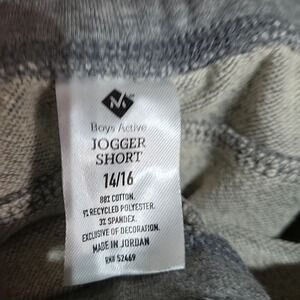 Boys Active
JOGGER
SHORT
14/16
88% COTTON.
9% RECYCLED POLYESTER.
3% SPANDEX.
EXCLUSIVE OF DECORATION.
MADE IN JORDAN
RN# 52469